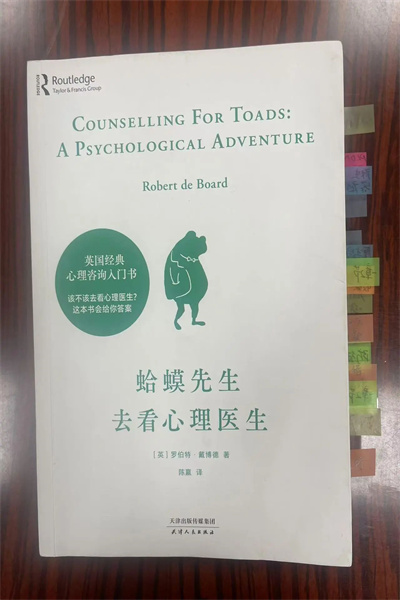 ROUTLEDGE
Routledge
Taylor & Francis Group
COUNSELLING FOR TOADS:
A PSYCHOLOGICAL ADVENTURE
Robert de Board
英国经典
心理咨询入门书
该不该去看心理医生?
这本书会给你答案
蛤蟆先生
去看心理医生
[英] 罗伯特·戴博德 著
陈赢 译
天津出版传媒集团
天津人民出版社